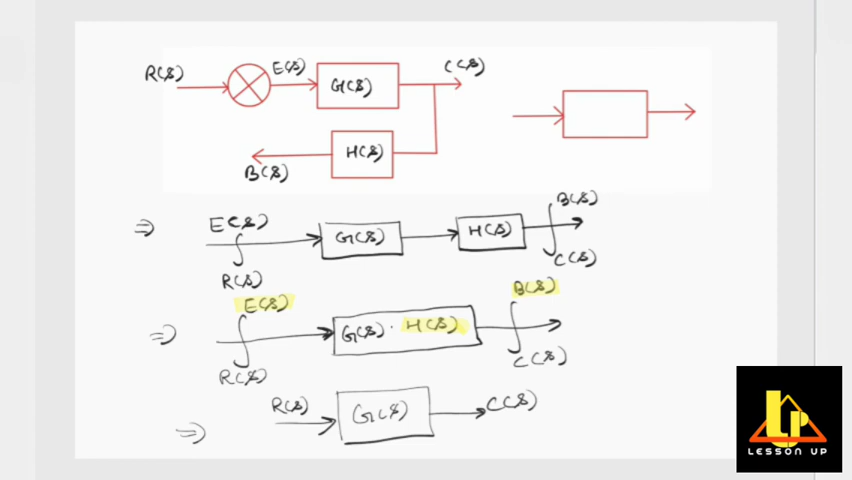 R(s) E(s) G(s) C(s)
B(s) H(s)
⇒ E(s) G(s) H(s) B(s)
R(s) C(s)
E(s) B(s)
⇒ G(s) · H(s)
R(s) C(s)
⇒ R(s) G(s) C(s)
LESSON UP